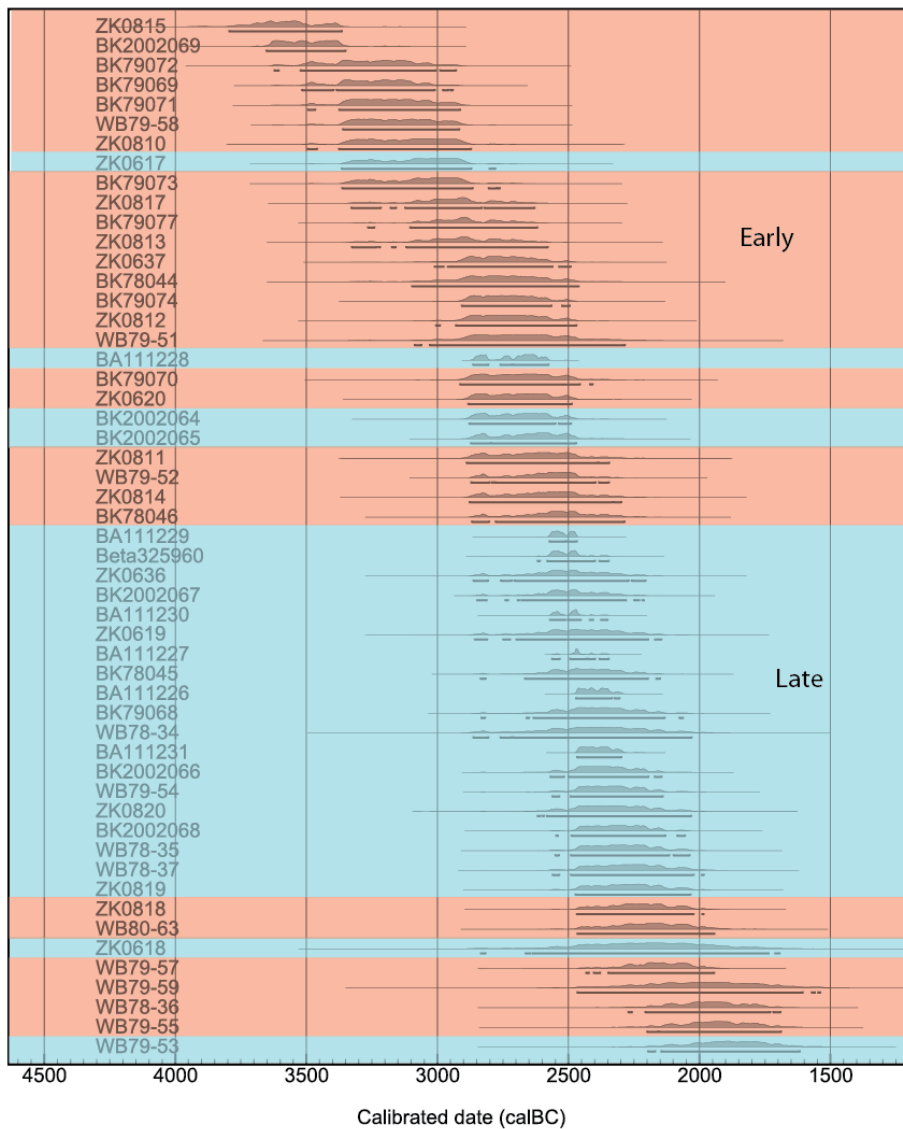 ZK0815
BK2002069
BK79072
BK79069
BK79071
WB79-58
ZK0810
ZK0617
BK79073
ZK0817
BK79077
Early
ZK0813
ZK0637
BK78044
BK79074
ZK0812
WB79-51
BA111228
BK79070
ZK0620
BK2002064
BK2002065
ZK0811
WB79-52
ZK0814
BK78046
BA111229
Beta325960
ZK0636
BK2002067
BA111230
ZK0619
BA111227
BK78045
Late
BA111226
BK79068
WB78-34
BA111231
BK2002066
WB79-54
ZK0820
BK2002068
WB78-35
WB78-37
ZK0819
ZK0818
WB80-63
ZK0618
WB79-57
WB79-59
WB78-36
WB79-55
WB79-53
4500 4000 3500 3000 2500 2000 1500
Calibrated date (calBC)